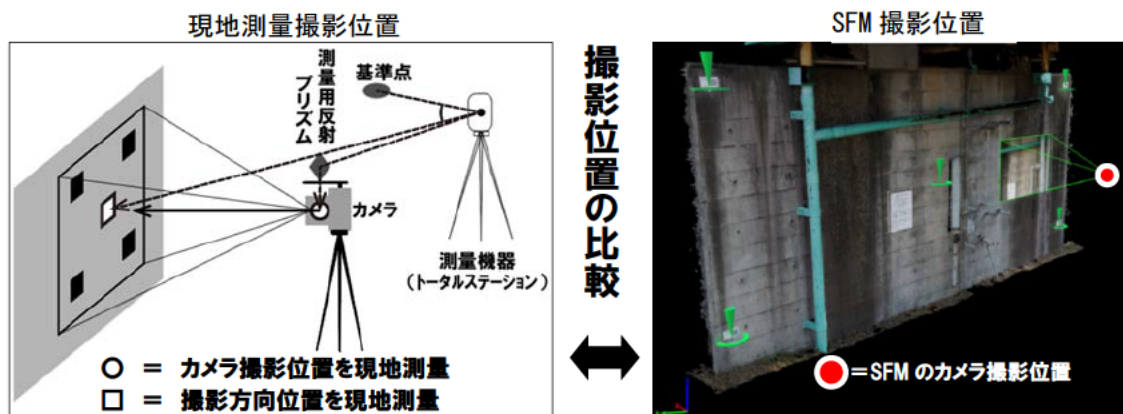 現地測量撮影位置
基準点
測量用反射
プリズム
カメラ
測量機器
(トータルステーション)
○ = カメラ撮影位置を現地測量
□ = 撮影方向位置を現地測量
撮影位置の比較
SFM 撮影位置
=SFM のカメラ撮影位置